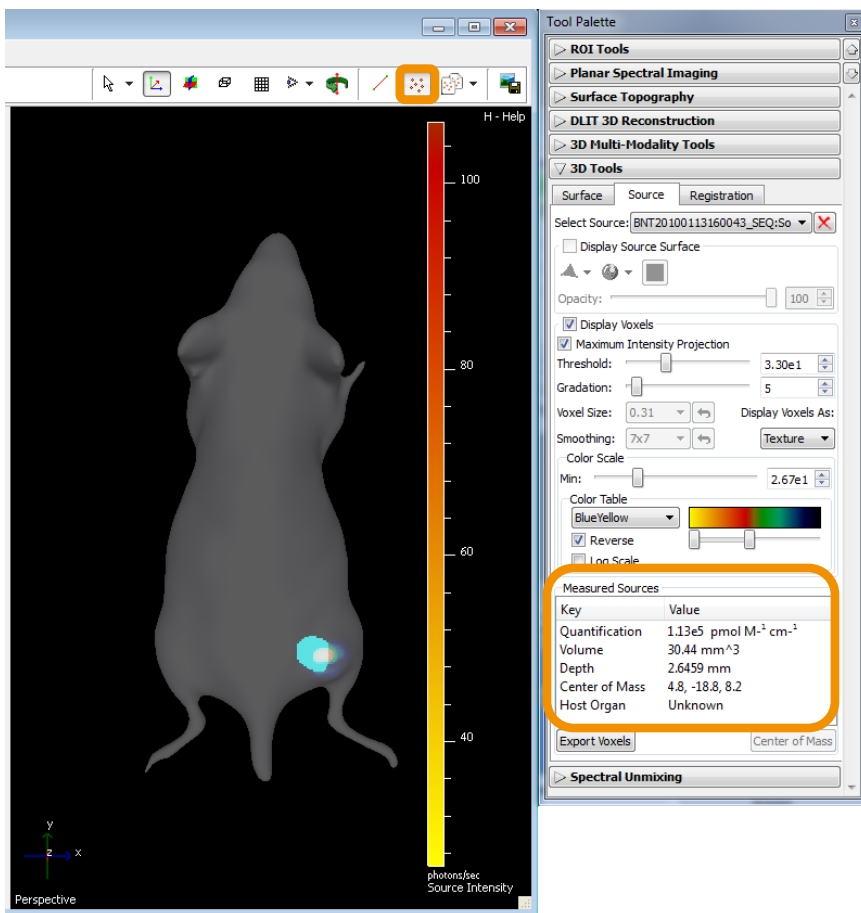 H - Help
100
80
60
40
photons/sec
Source Intensity
y
z x
Perspective
Tool Palette
ROI Tools
Planar Spectral Imaging
Surface Topography
DLIT 3D Reconstruction
3D Multi-Modality Tools
3D Tools
Surface Source Registration
Select Source: BNT20100113160043_SEQ:So
Display Source Surface
Opacity: 100
Display Voxels
Maximum Intensity Projection
Threshold: 3.30e1
Gradation: 5
Voxel Size: 0.31 Display Voxels As:
Smoothing: 7x7 Texture
Color Scale
Min: 2.67e1
Color Table
BlueYellow
Reverse
Log Scale
Measured Sources
Key Value
Quantification 1.13e5 pmol M-¹ cm-¹
Volume 30.44 mm^3
Depth 2.6459 mm
Center of Mass 4.8, -18.8, 8.2
Host Organ Unknown
Export Voxels Center of Mass
Spectral Unmixing